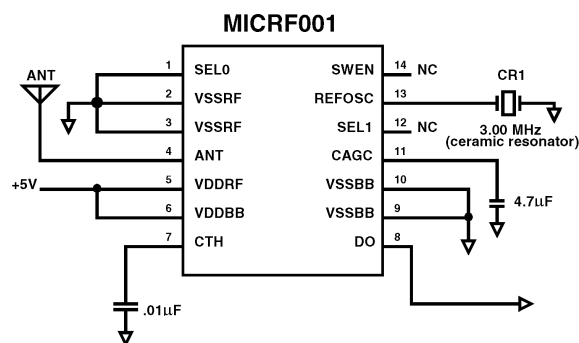 MICRF001
ANT
1 SEL0 SWEN 14 NC
2 VSSRF REFOSC 13
3 VSSRF SEL1 12 NC
4 ANT CAGC 11
+5V 5 VDDRF VSSBB 10
6 VDDBB VSSBB 9
7 CTH DO 8
CR1
3.00 MHz
(ceramic resonator)
4.7µF
.01µF